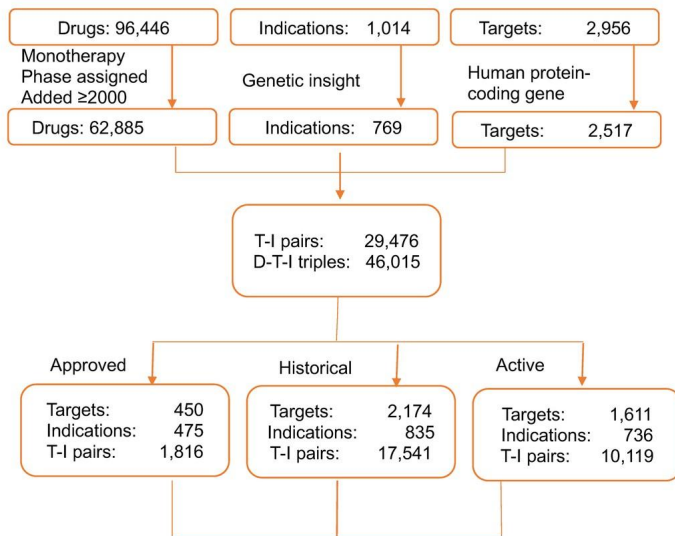 Drugs: 96,446
Indications: 1,014
Targets: 2,956
Monotherapy
Phase assigned
Added ≥2000
Genetic insight
Human protein-
coding gene
Drugs: 62,885
Indications: 769
Targets: 2,517
T-I pairs: 29,476
D-T-I triples: 46,015
Approved
Historical
Active
Targets: 450
Indications: 475
T-I pairs: 1,816
Targets: 2,174
Indications: 835
T-I pairs: 17,541
Targets: 1,611
Indications: 736
T-I pairs: 10,119